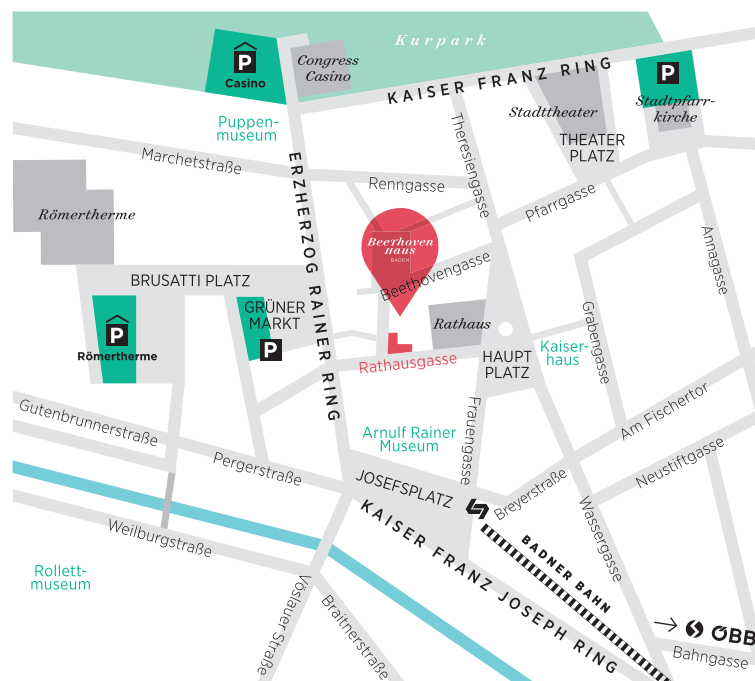 Kurpark
P
Casino
Congress
Casino
KAISER FRANZ RING
P
Stadtpfarr-
kirche
Stadttheater
THEATER
PLATZ
Puppen-
museum
Marchetstraße
Renngasse
Theresiengasse
Pfarrgasse
Annagasse
Römertherme
ERZHERZOG RAINER RING
BEETHOVEN
HAUS
BADEN
Beethovengasse
BRUSATTI PLATZ
GRÜNER
MARKT
P
P
Römertherme
Rathaus
Rathausgasse
HAUPT
PLATZ
Kaiser-
haus
Grabengasse
Gutenbrunnerstraße
Pergerstraße
Arnulf Rainer
Museum
Frauengasse
Am Fischertor
Neustiftgasse
JOSEFSPLATZ
Breyerstraße
Wassergasse
Weilburgstraße
KAISER FRANZ JOSEPH RING
BADNER BAHN
Rollett-
museum
Vöslauer Straße
Braitnerstraße
ÖBB
Bahngasse